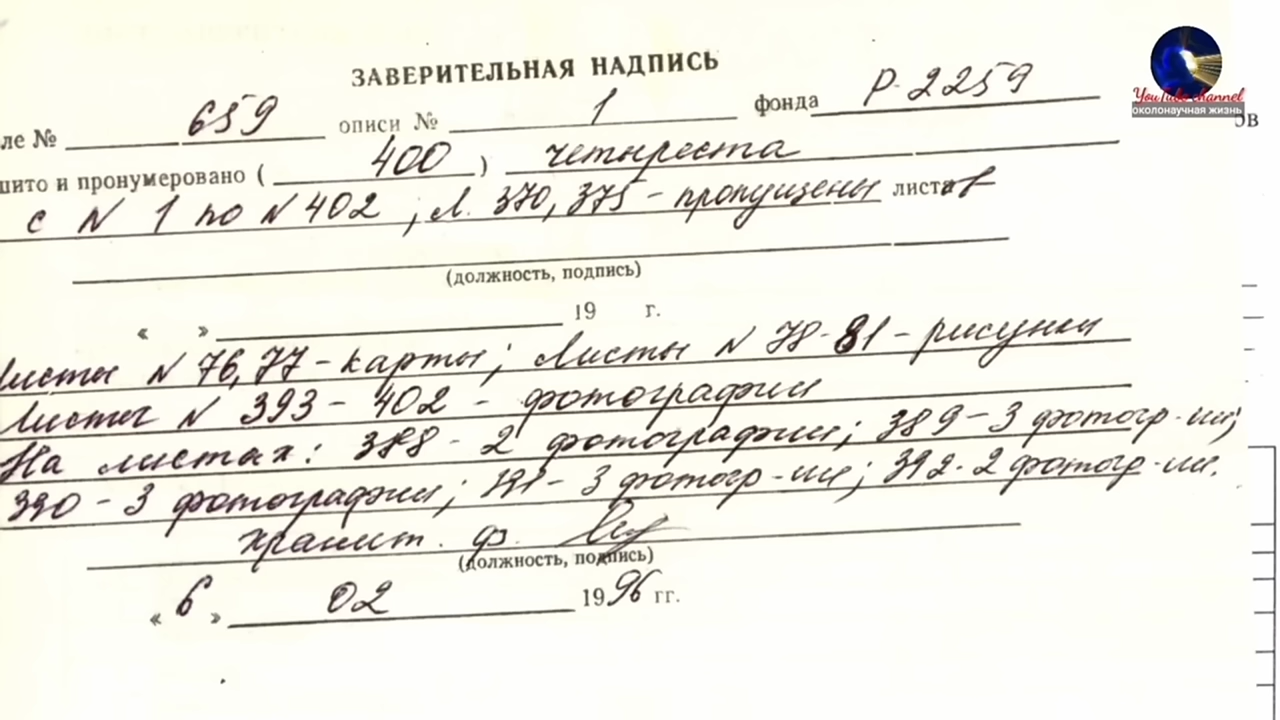 ЗАВЕРИТЕЛЬНАЯ НАДПИСЬ
YouTube channel
околонаучная жизнь
ле № 659 описи № 1 фонда Р-2259
шито и пронумеровано ( 400 ) четыреста
с N 1 по N 402 ; л. 370, 375 - пропущены листов
(должность, подпись)
« » 19 г.
Листы N 76, 77 - карты; Листы N 78-81 - рисунки
Листы N 393 - 402 - фотографии
На листах: 388 - 2 фотографии; 389 - 3 фотогр-ии;
390 - 3 фотографии; 391 - 3 фотогр-ии; 392 - 2 фотогр-ии.
хранит. ф.
(должность, подпись)
« 6 » 02 1996 гг.